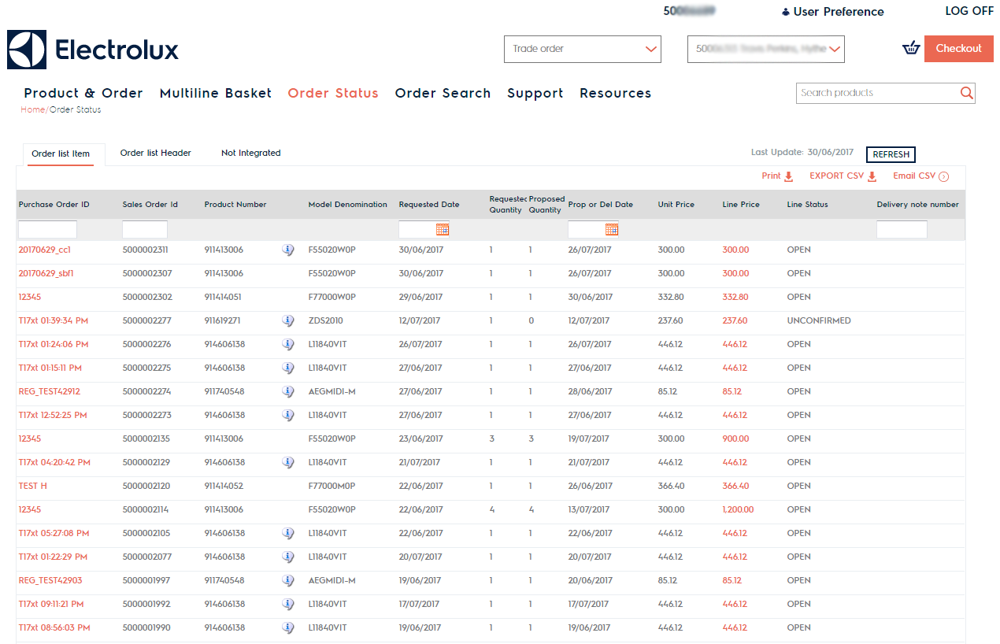 50
User Preference
LOG OFF
Electrolux
Trade order
Checkout
Product & Order Multiline Basket Order Status Order Search Support Resources
Search products
Home/Order Status
Order list Item Order list Header Not Integrated
Last Update: 30/06/2017 REFRESH
Print EXPORT CSV Email CSV
Purchase Order ID Sales Order Id Product Number Model Denomination Requested Date Requestec Quantity Proposed Quantity Prop or Del Date Unit Price Line Price Line Status Delivery note number
20170629_cc1 5000002311 911413006 F55020W0P 30/06/2017 1 1 26/07/2017 300.00 300.00 OPEN
20170629_sbf1 5000002307 911413006 F55020W0P 30/06/2017 1 1 26/07/2017 300.00 300.00 OPEN
12345 5000002302 911414051 F77000W0P 29/06/2017 1 1 30/06/2017 332.80 332.80 OPEN
T17xt 01:39:34 PM 5000002277 911619271 ZDS2010 12/07/2017 1 0 12/07/2017 237.60 237.60 UNCONFIRMED
T17xt 01:24:06 PM 5000002276 914606138 L11840VIT 26/07/2017 1 1 26/07/2017 446.12 446.12 OPEN
T17xt 01:15:11 PM 5000002275 914606138 L11840VIT 27/06/2017 1 1 27/06/2017 446.12 446.12 OPEN
REG_TEST42912 5000002274 911740548 AEGMIDI-M 27/06/2017 1 1 28/06/2017 85.12 85.12 OPEN
T17xt 12:52:25 PM 5000002273 914606138 L11840VIT 27/06/2017 1 1 27/06/2017 446.12 446.12 OPEN
12345 5000002135 911413006 F55020W0P 23/06/2017 3 3 19/07/2017 300.00 900.00 OPEN
T17xt 04:20:42 PM 5000002129 914606138 L11840VIT 21/07/2017 1 1 21/07/2017 446.12 446.12 OPEN
TEST H 5000002120 911414052 F77000M0P 22/06/2017 1 1 26/06/2017 366.40 366.40 OPEN
12345 5000002114 911413006 F55020W0P 22/06/2017 4 4 13/07/2017 300.00 1,200.00 OPEN
T17xt 05:27:08 PM 5000002105 914606138 L11840VIT 22/06/2017 1 1 22/06/2017 446.12 446.12 OPEN
T17xt 01:22:29 PM 5000002077 914606138 L11840VIT 20/07/2017 1 1 20/07/2017 446.12 446.12 OPEN
REG_TEST42903 5000001997 911740548 AEGMIDI-M 19/06/2017 1 1 20/06/2017 85.12 85.12 OPEN
T17xt 09:11:21 PM 5000001992 914606138 L11840VIT 17/07/2017 1 1 17/07/2017 446.12 446.12 OPEN
T17xt 08:56:03 PM 5000001990 914606138 L11840VIT 19/06/2017 1 1 19/06/2017 446.12 446.12 OPEN